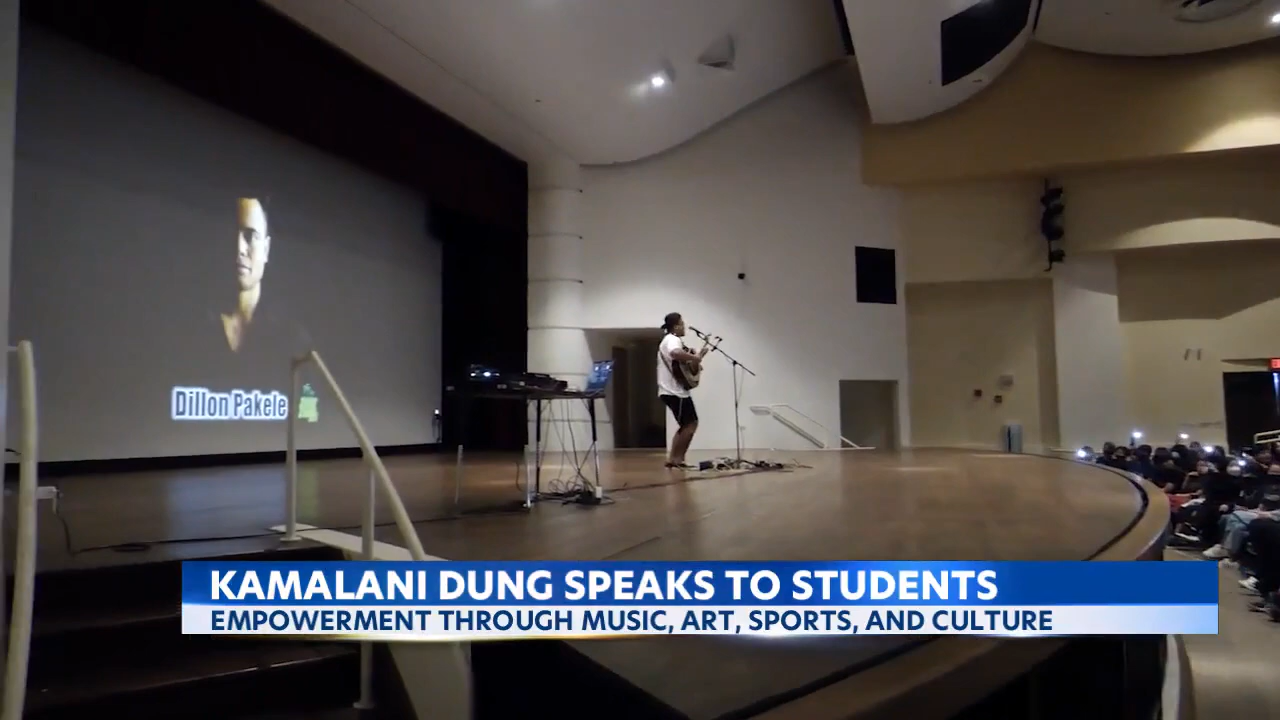 Dillon Pakele
KAMALANI DUNG SPEAKS TO STUDENTS
EMPOWERMENT THROUGH MUSIC, ART, SPORTS, AND CULTURE